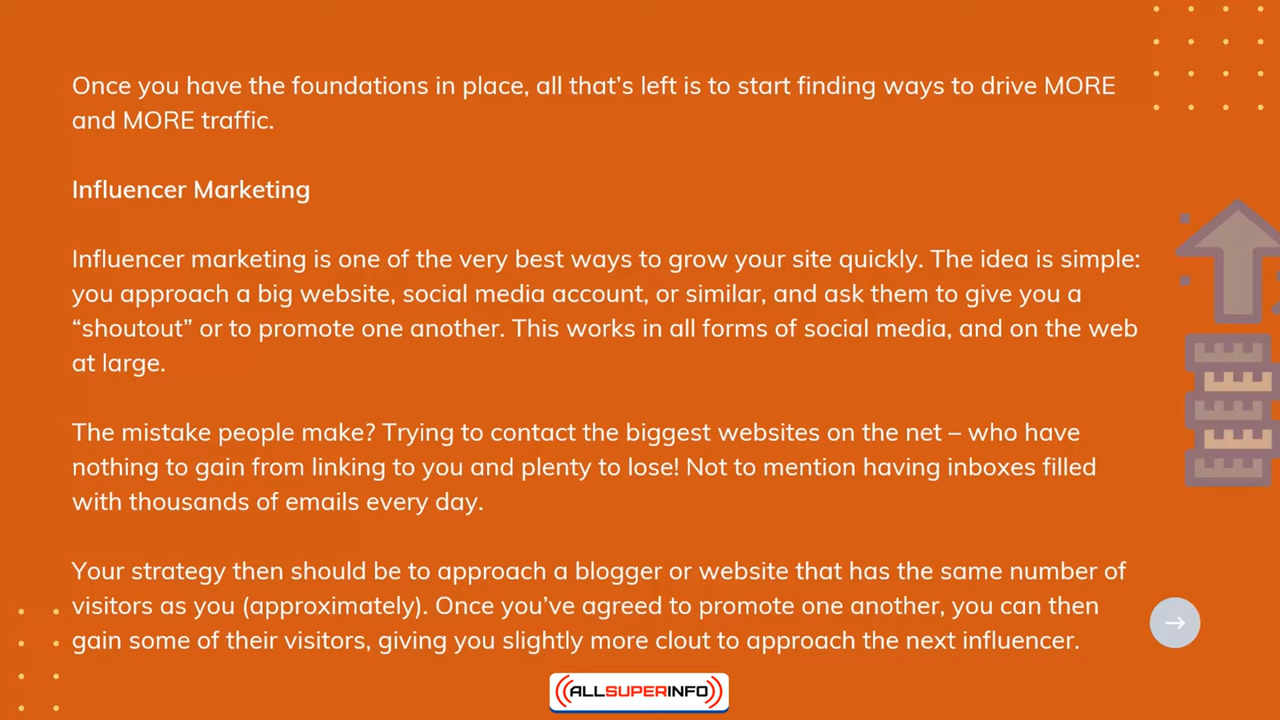 Once you have the foundations in place, all that’s left is to start finding ways to drive MORE
and MORE traffic.
Influencer Marketing
Influencer marketing is one of the very best ways to grow your site quickly. The idea is simple:
you approach a big website, social media account, or similar, and ask them to give you a
“shoutout” or to promote one another. This works in all forms of social media, and on the web
at large.
The mistake people make? Trying to contact the biggest websites on the net – who have
nothing to gain from linking to you and plenty to lose! Not to mention having inboxes filled
with thousands of emails every day.
Your strategy then should be to approach a blogger or website that has the same number of
visitors as you (approximately). Once you’ve agreed to promote one another, you can then
gain some of their visitors, giving you slightly more clout to approach the next influencer.
ALLSUPERINFO